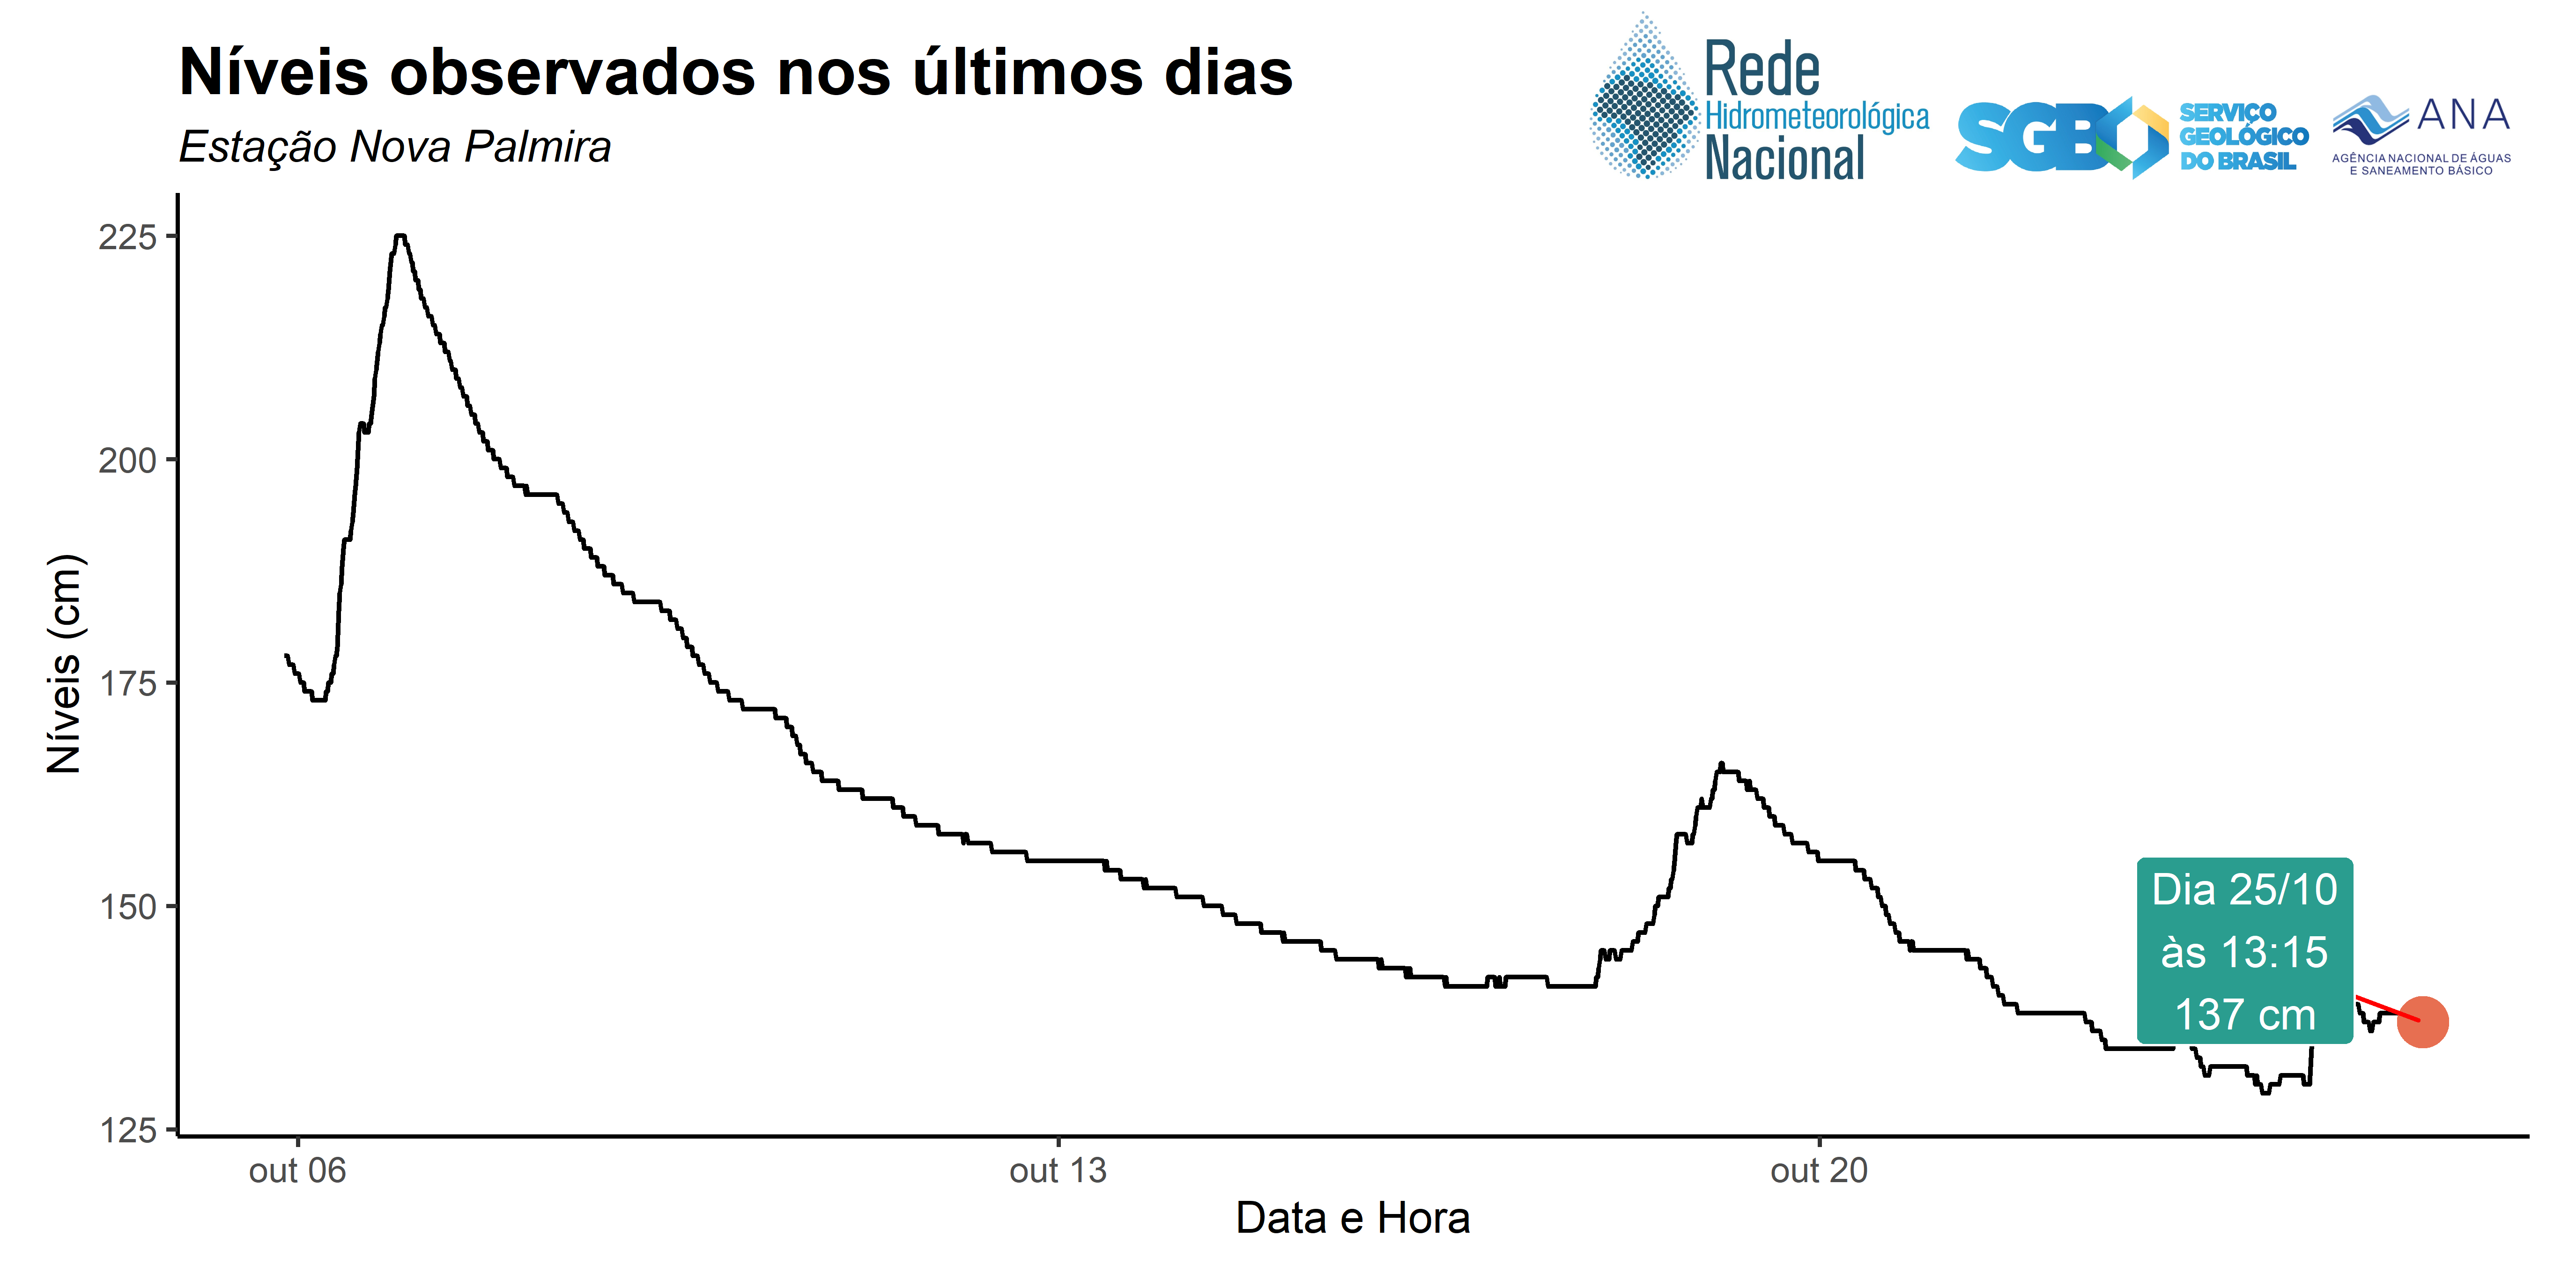 Níveis observados nos últimos dias
Estação Nova Palmira
Rede
Hidrometeorológica
Nacional
SGB
SERVIÇO
GEOLÓGICO
DO BRASIL
ANA
AGÊNCIA NACIONAL DE ÁGUAS
E SANEAMENTO BÁSICO
225
200
175
150
125
Níveis (cm)
Dia 25/10
às 13:15
137 cm
out 06
out 13
out 20
Data e Hora